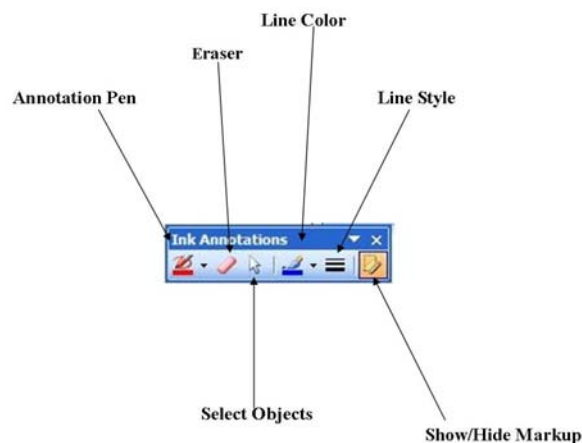 Line Color
Eraser
Annotation Pen
Line Style
Ink Annotations
Select Objects
Show/Hide Markup